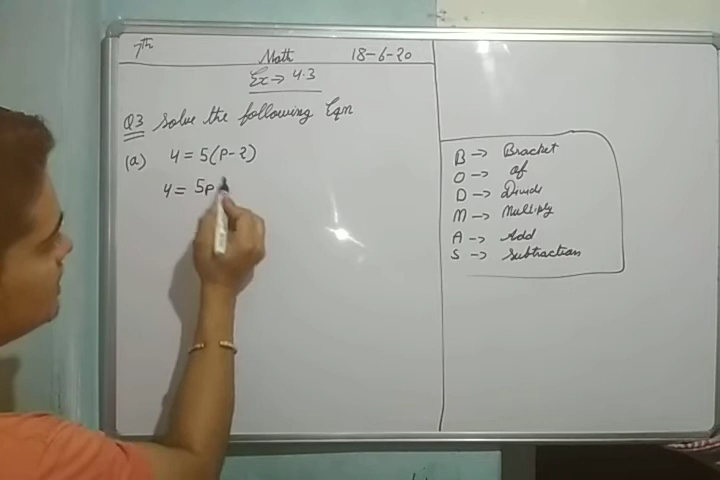 7th Math 18-6-20
Ex → 4.3
Q3 Solve the following Eqn
(a) 4 = 5(P-2)
4 = 5P
B → Bracket
O → of
D → Divide
M → Multiply
A → Add
S → Subtraction